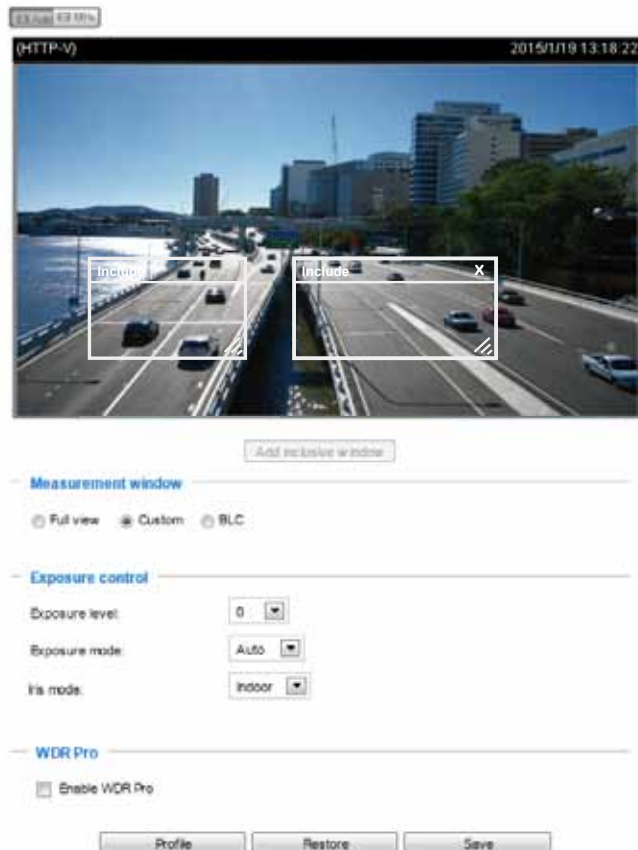 (HTTP-V) 2015/1/19 13:18:22
Include Include X
Add inclusive window
Measurement window
Full view Custom BLC
Exposure control
Exposure level: 0
Exposure mode: Auto
Iris mode: Indoor
WDR Pro
Enable WDR Pro
Profile Restore Save